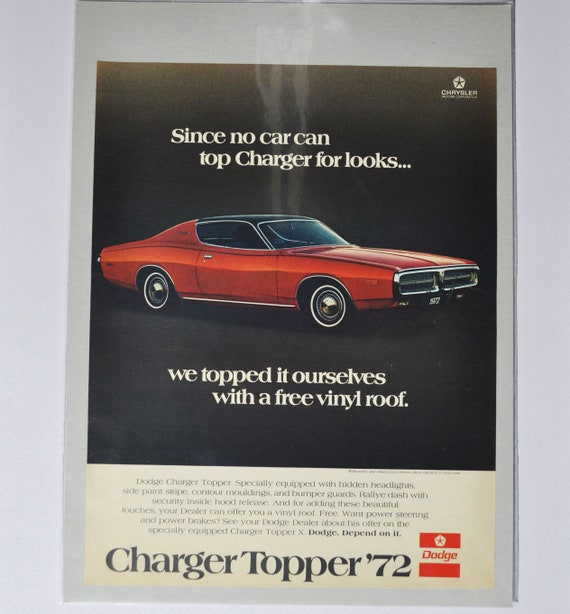 CHRYSLER
MOTORS CORPORATION
Since no car can
top Charger for looks...
1972
we topped it ourselves
with a free vinyl roof.
Dodge Charger Topper. Specially equipped with hidden headlights,
side paint stripe, contour mouldings, and bumper guards. Rallye dash with
security inside hood release. And for adding these beautiful
touches, your Dealer can offer you a vinyl roof. Free. Want power steering
and power brakes? See your Dodge Dealer about his offer on the
specially equipped Charger Topper X. Dodge. Depend on it.
Charger Topper '72
Dodge